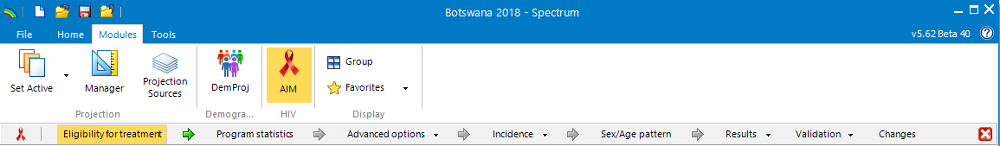 Botswana 2018 - Spectrum
File Home Modules Tools v5.62 Beta 40
Set Active Manager Projection Sources DemProj AIM Group Favorites
Projection Demogra... HIV Display
Eligibility for treatment Program statistics Advanced options Incidence Sex/Age pattern Results Validation Changes